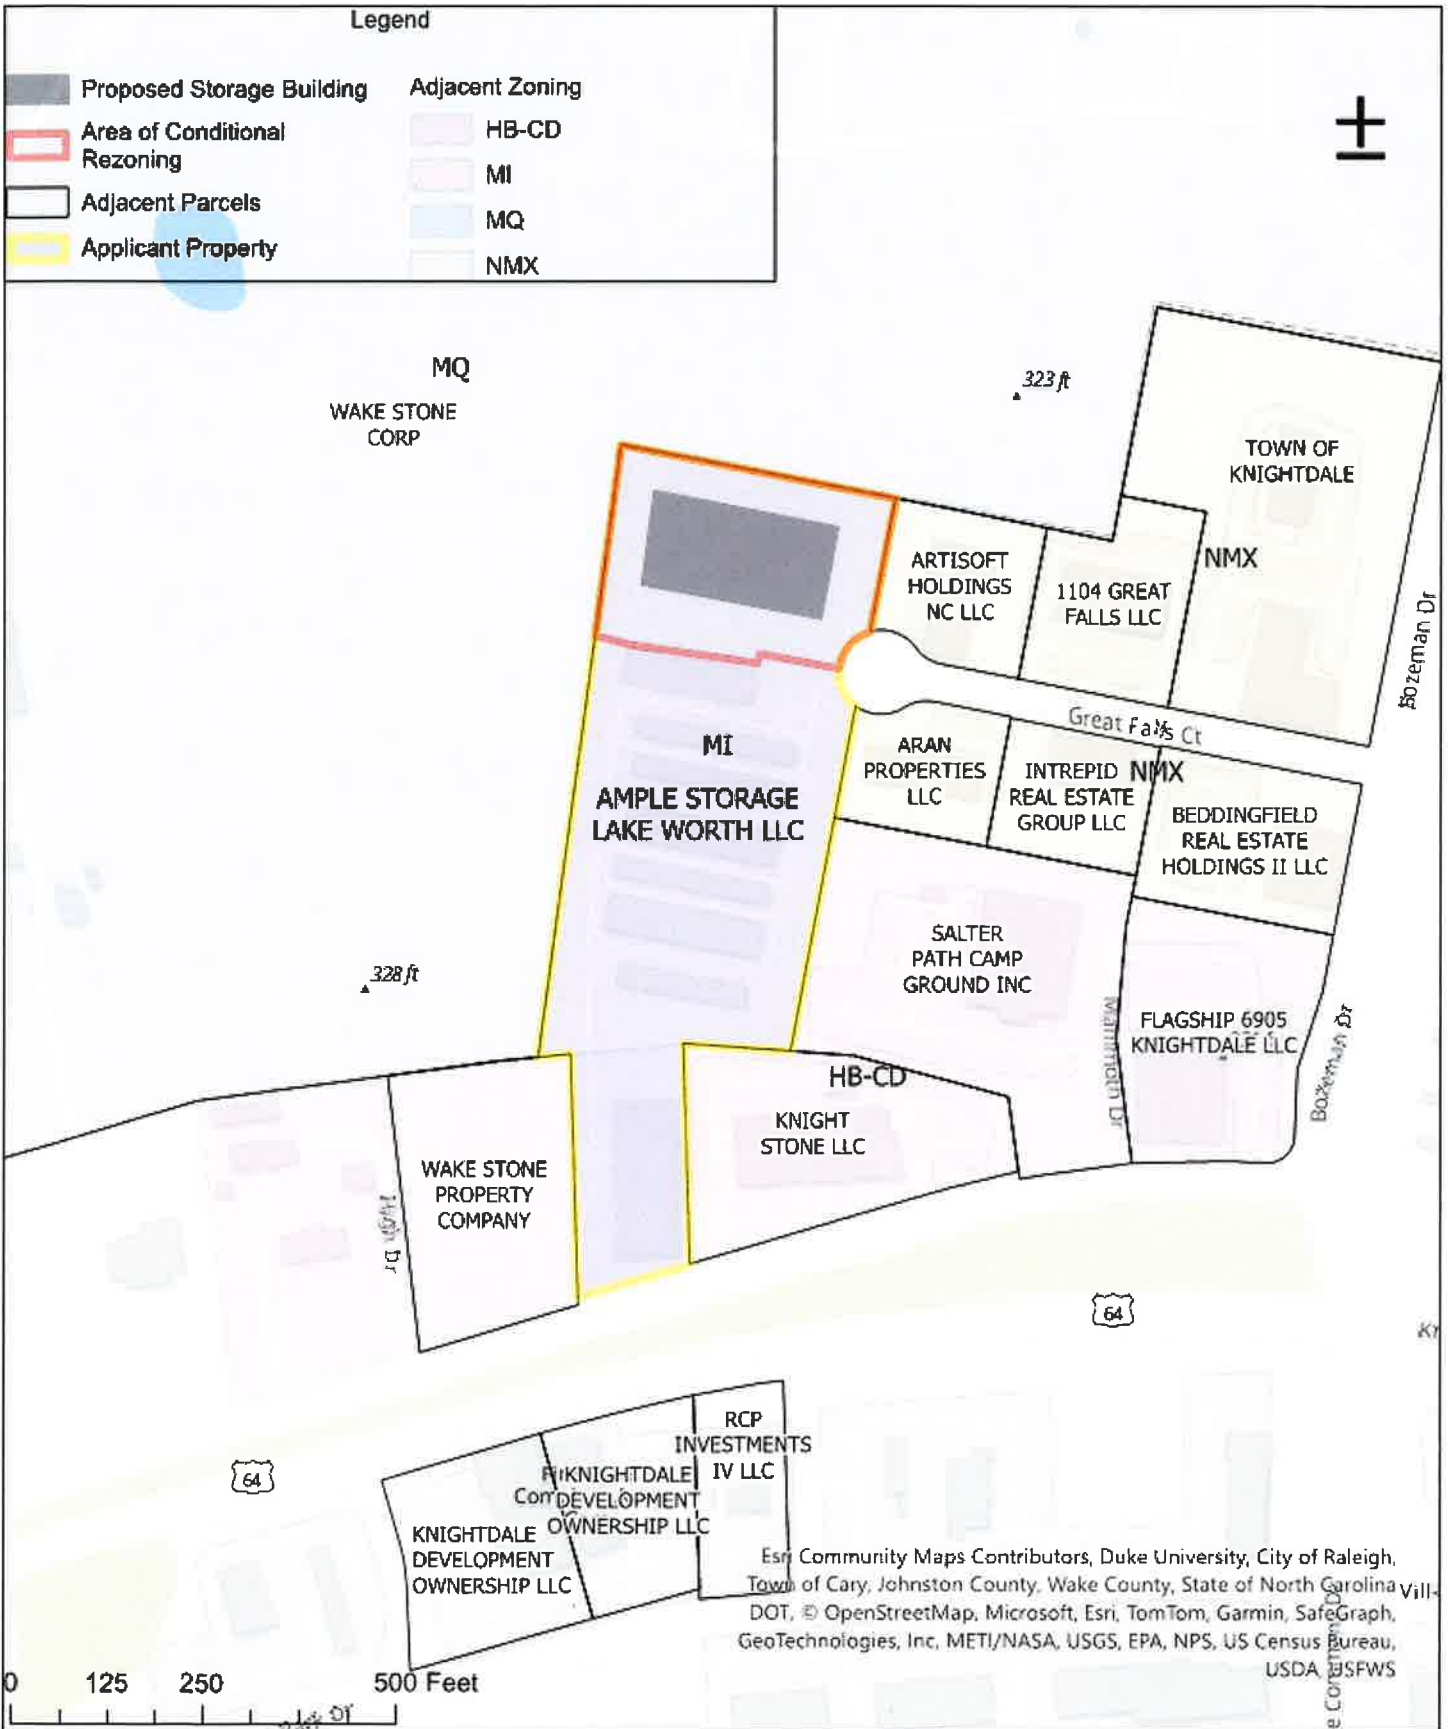 Legend
Proposed Storage Building
Area of Conditional
Rezoning
Adjacent Parcels
Applicant Property
Adjacent Zoning
HB-CD
MI
MQ
NMX
MQ
WAKE STONE
CORP
323 ft
TOWN OF
KNIGHTDALE
NMX
ARTISOFT
HOLDINGS
NC LLC
1104 GREAT
FALLS LLC
Bozeman Dr
Great Falls Ct
MI
AMPLE STORAGE
LAKE WORTH LLC
ARAN
PROPERTIES
LLC
INTREPID
REAL ESTATE
GROUP LLC
NMX
BEDDINGFIELD
REAL ESTATE
HOLDINGS II LLC
SALTER
PATH CAMP
GROUND INC
328 ft
Mammoth Dr
FLAGSHIP 6905
KNIGHTDALE LLC
Bozeman Dr
HB-CD
KNIGHT
STONE LLC
WAKE STONE
PROPERTY
COMPANY
Hugh Dr
64
Kr
64
RCP
INVESTMENTS
IV LLC
KNIGHTDALE
DEVELOPMENT
OWNERSHIP LLC
KNIGHTDALE
DEVELOPMENT
OWNERSHIP LLC
Esri Community Maps Contributors, Duke University, City of Raleigh,
Town of Cary, Johnston County, Wake County, State of North Carolina
DOT, © OpenStreetMap, Microsoft, Esri, TomTom, Garmin, SafeGraph,
GeoTechnologies, Inc, METI/NASA, USGS, EPA, NPS, US Census Bureau,
USDA, USFWS
Vill
0 125 250 500 Feet